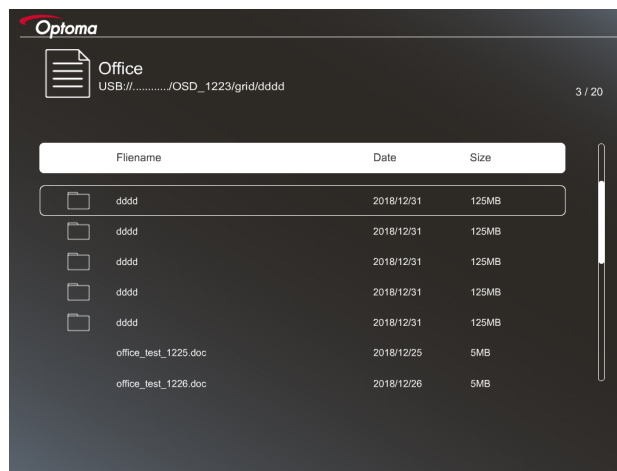 Optoma
Office
USB://.........../OSD_1223/grid/dddd
3 / 20
Fliename Date Size
dddd 2018/12/31 125MB
dddd 2018/12/31 125MB
dddd 2018/12/31 125MB
dddd 2018/12/31 125MB
dddd 2018/12/31 125MB
office_test_1225.doc 2018/12/25 5MB
office_test_1226.doc 2018/12/26 5MB